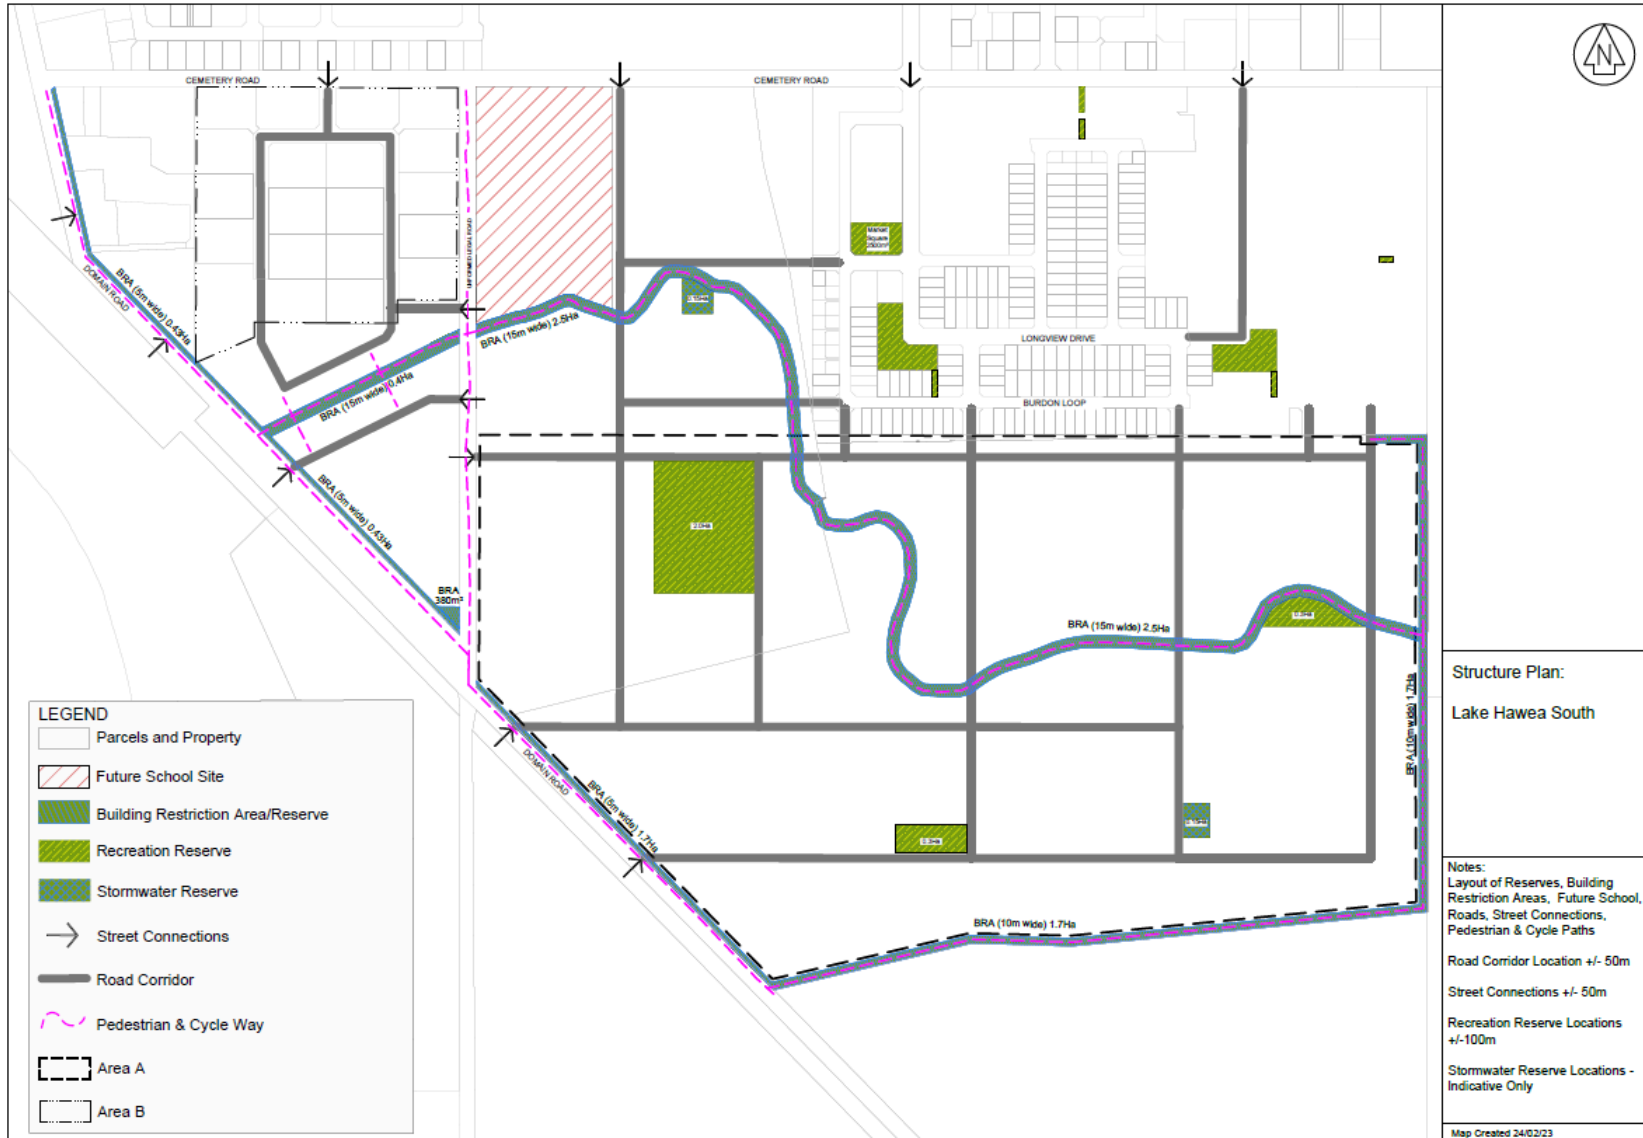 N
CEMETERY ROAD
CEMETERY ROAD
UNFORMED LEGAL ROAD
Market
Square
BRA (5m wide) 0.43Ha
DOMAIN ROAD
BRA (15m wide) 2.5Ha
BRA (15m wide) 0.4Ha
LONGVIEW DRIVE
BURDON LOOP
BRA (5m wide) 0.43Ha
2.0Ha
BRA
380m²
BRA (15m wide) 2.5Ha
BRA (10m wide) 1.7Ha
DOMAIN ROAD
BRA (5m wide) 1.7Ha
0.3Ha
BRA (10m wide) 1.7Ha
LEGEND
Parcels and Property
Future School Site
Building Restriction Area/Reserve
Recreation Reserve
Stormwater Reserve
Street Connections
Road Corridor
Pedestrian & Cycle Way
Area A
Area B
Structure Plan:
Lake Hawea South
Notes:
Layout of Reserves, Building
Restriction Areas, Future School,
Roads, Street Connections,
Pedestrian & Cycle Paths
Road Corridor Location +/- 50m
Street Connections +/- 50m
Recreation Reserve Locations
+/-100m
Stormwater Reserve Locations -
Indicative Only
Map Created 24/02/23